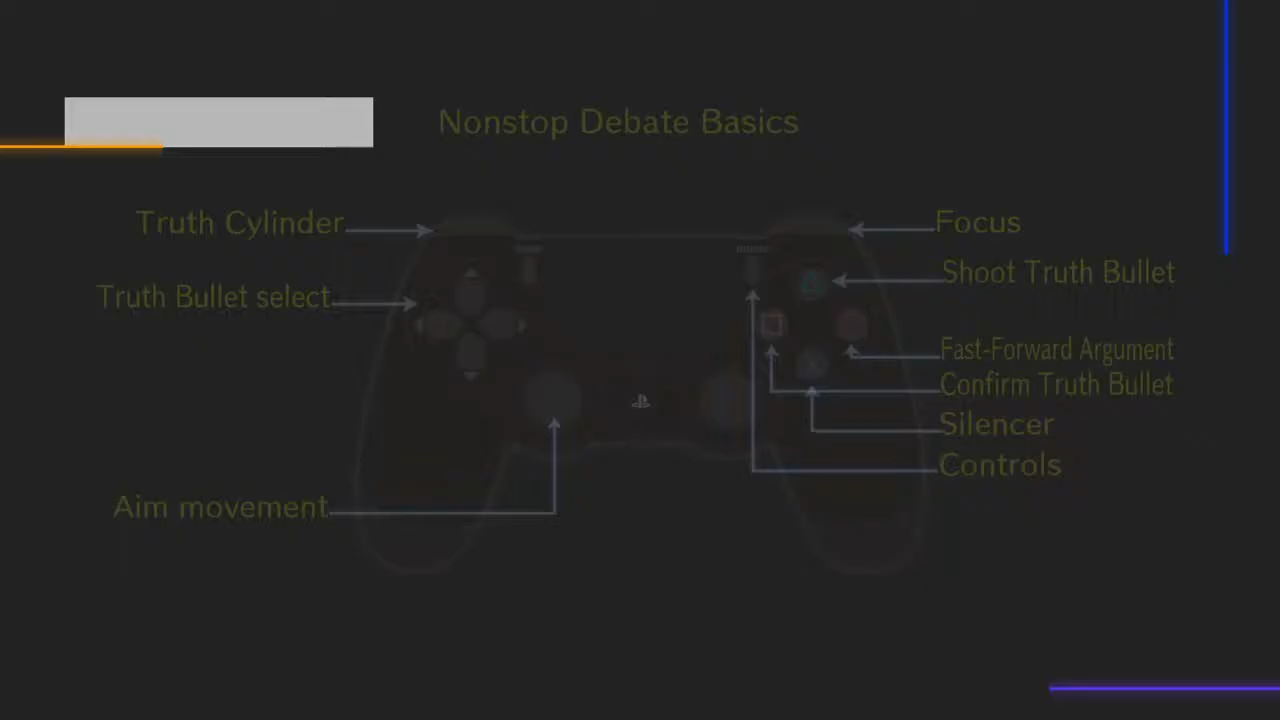 Nonstop Debate Basics
Truth Cylinder
Focus
Shoot Truth Bullet
Truth Bullet select
Fast-Forward Argument
Confirm Truth Bullet
Silencer
Controls
Aim movement